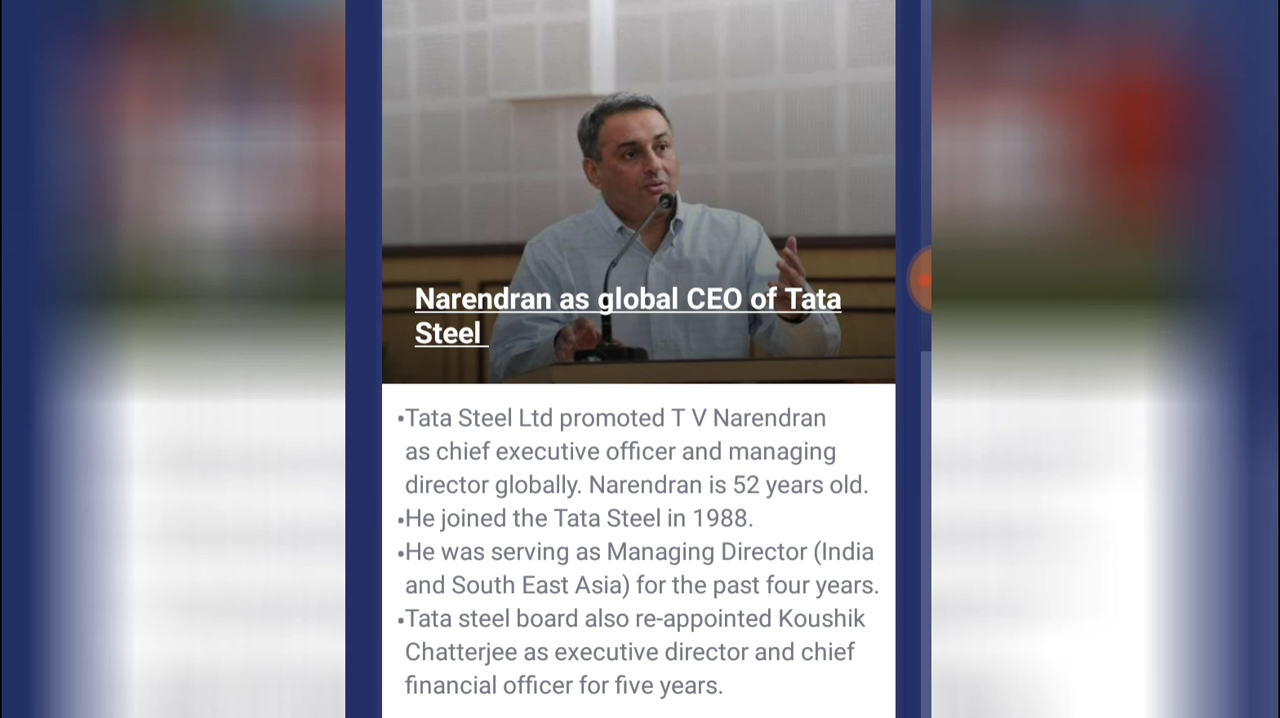 Narendran as global CEO of Tata
Steel
•Tata Steel Ltd promoted T V Narendran
as chief executive officer and managing
director globally. Narendran is 52 years old.
•He joined the Tata Steel in 1988.
•He was serving as Managing Director (India
and South East Asia) for the past four years.
•Tata steel board also re-appointed Koushik
Chatterjee as executive director and chief
financial officer for five years.